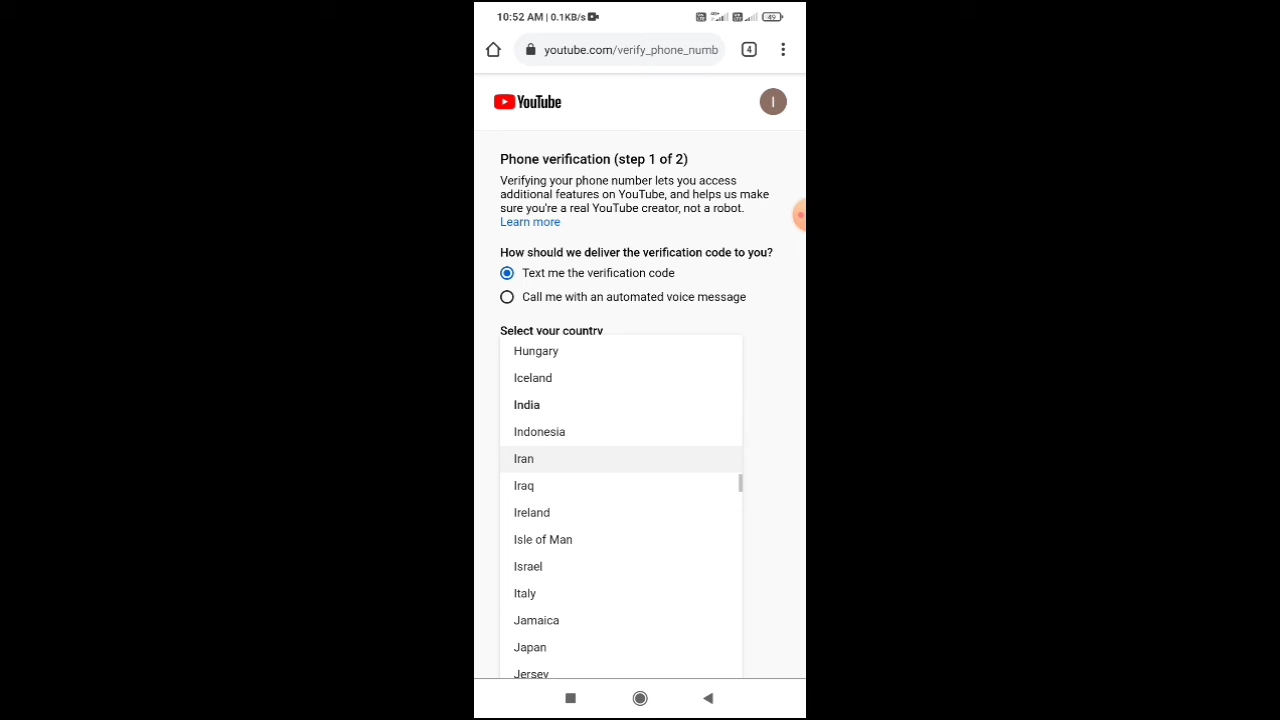 10:52 AM | 0.1KB/s
49
youtube.com/verify_phone_numb
4
YouTube
I
Phone verification (step 1 of 2)
Verifying your phone number lets you access
additional features on YouTube, and helps us make
sure you're a real YouTube creator, not a robot.
Learn more
How should we deliver the verification code to you?
Text me the verification code
Call me with an automated voice message
Select your country
Hungary
Iceland
India
Indonesia
Iran
Iraq
Ireland
Isle of Man
Israel
Italy
Jamaica
Japan
Jersey